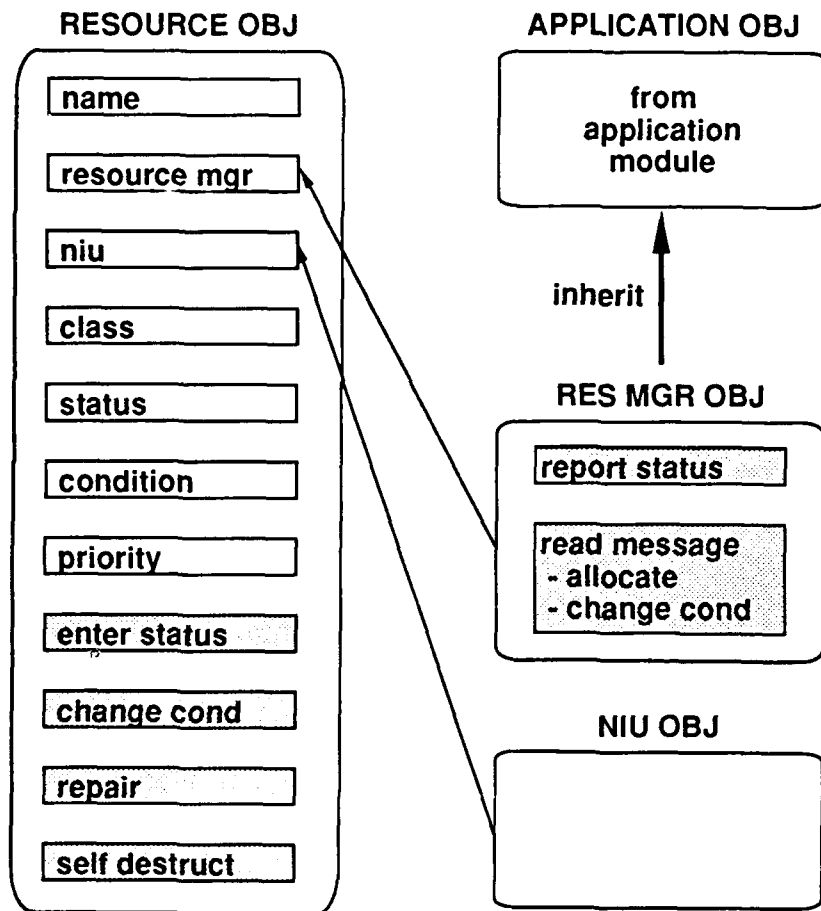 RESOURCE OBJ
name
resource mgr
niu
class
status
condition
priority
enter status
change cond
repair
self destruct
APPLICATION OBJ
from
application
module
inherit
RES MGR OBJ
report status
read message
- allocate
- change cond
NIU OBJ